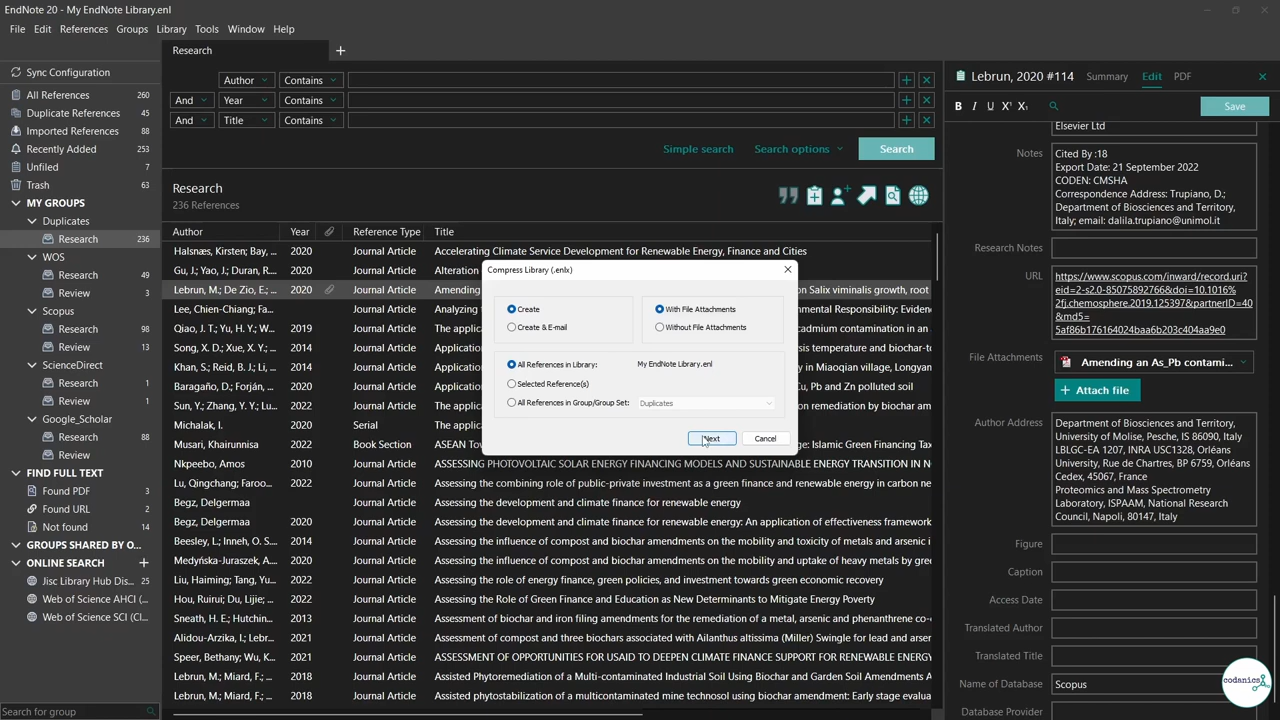 EndNote 20 - My EndNote Library.enl
File Edit References Groups Library Tools Window Help
Sync Configuration
All References 260
Duplicate References 45
Imported References 88
Recently Added 253
Unfiled 7
Trash 63
MY GROUPS
Duplicates
Research 236
WOS
Research 49
Review 3
Scopus
Research 98
Review 13
ScienceDirect
Research 1
Review 1
Google_Scholar
Research 88
Review
FIND FULL TEXT
Found PDF 3
Found URL 2
Not found 14
GROUPS SHARED BY O...
ONLINE SEARCH
Jisc Library Hub Dis... 25
Web of Science AHCI (...
Web of Science SCI (Cl...
Search for group
Research
Author Contains
And Year Contains
And Title Contains
Simple search Search options Search
Research
236 References
Author Year Reference Type Title
Halsnæs, Kirsten; Bay, ... 2020 Journal Article Accelerating Climate Service Development for Renewable Energy, Finance and Cities
Gu, J.; Yao, J.; Duran, R.... 2020 Journal Article Alteration
Lebrun, M.; De Zio, E.; ... 2020 Journal Article Amending on Salix viminalis growth, root
Lee, Chien-Chiang; Fan... Journal Article Analyzing ronmental Responsibility: Evidenc
Qiao, J. T.; Yu, H. Y.; W... 2019 Journal Article The applica cadmium contamination in an
Song, X. D.; Xue, X. Y.; ... 2014 Journal Article The applica temperature and biochar-to-
Khan, S.; Reid, B. J.; Li, ... 2014 Journal Article The applica in Miaoqian village, Longyan
Baragaño, D.; Forján, ... 2020 Journal Article Applicatio Cu, Pb and Zn polluted soil
Sun, Y.; Zhang, Y. T.; X... 2022 Journal Article The applica remediation by biochar amendm
Michalak, I. 2020 Serial The applica
Musari, Khairunnisa 2022 Book Section ASEAN Tow ge: Islamic Green Financing Tax
Nkpeebo, Amos 2010 Journal Article ASSESSING PHOTOVOLTAIC SOLAR ENERGY FINANCING MODELS AND SUSTAINABLE ENERGY TRANSITION IN N
Lu, Qingchang; Faroo... 2022 Journal Article Assessing the combining role of public-private investment as a green finance and renewable energy in carbon ne
Begz, Delgermaa Journal Article Assessing the development and climate finance for renewable energy
Begz, Delgermaa 2020 Journal Article Assessing the development and climate finance for renewable energy: An application of effectiveness framework
Beesley, L.; Inneh, O. S.... 2014 Journal Article Assessing the influence of compost and biochar amendments on the mobility and toxicity of metals and arsenic i
Medyńska-Juraszek, A.... 2020 Journal Article Assessing the influence of compost and biochar amendments on the mobility and uptake of heavy metals by gre
Liu, Haiming; Tang, Yu... 2022 Journal Article Assessing the role of energy finance, green policies, and investment towards green economic recovery
Hou, Ruirui; Du, Lijie; ... 2022 Journal Article Assessing the Role of Green Finance and Education as New Determinants to Mitigate Energy Poverty
Sneath, H. E.; Hutchin... 2013 Journal Article Assessment of biochar and iron filing amendments for the remediation of a metal, arsenic and phenanthrene co-c
Alidou-Arzika, I.; Lebr... 2021 Journal Article Assessment of compost and three biochars associated with Ailanthus altissima (Miller) Swingle for lead and arsen
Speer, Bethany; Wu, K... 2021 Journal Article ASSESSMENT OF OPPORTUNITIES FOR USAID TO DEEPEN CLIMATE FINANCE SUPPORT FOR RENEWABLE ENERGY
Lebrun, M.; Miard, F.; ... 2018 Journal Article Assisted Phytoremediation of a Multi-contaminated Industrial Soil Using Biochar and Garden Soil Amendments A
Lebrun, M.; Miard, F.; ... 2018 Journal Article Assisted phytostabilization of a multicontaminated mine technosol using biochar amendment: Early stage evaluat
Compress Library (.enlx)
Create
Create & E-mail
With File Attachments
Without File Attachments
All References in Library: My EndNote Library.enl
Selected Reference(s)
All References in Group/Group Set: Duplicates
Next Cancel
Lebrun, 2020 #114 Summary Edit PDF
B I U X¹ X₁ Save
Elsevier Ltd
Notes
Cited By :18
Export Date: 21 September 2022
CODEN: CMSHA
Correspondence Address: Trupiano, D.;
Department of Biosciences and Territory,
Italy; email: dalila.trupiano@unimol.it
Research Notes
URL
https://www.scopus.com/inward/record.uri?
eid=2-s2.0-85075892766&doi=10.1016%
2fj.chemosphere.2019.125397&partnerID=40
&md5=
5af86b176164024baa6b203c404aa9e0
File Attachments Amending an As_Pb contami...
Attach file
Author Address
Department of Biosciences and Territory,
University of Molise, Pesche, IS 86090, Italy
LBLGC-EA 1207, INRA USC1328, Orléans
University, Rue de Chartres, BP 6759, Orléans
Cedex, 45067, France
Proteomics and Mass Spectrometry
Laboratory, ISPAAM, National Research
Council, Napoli, 80147, Italy
Figure
Caption
Access Date
Translated Author
Translated Title
Name of Database Scopus
Database Provider
codanics